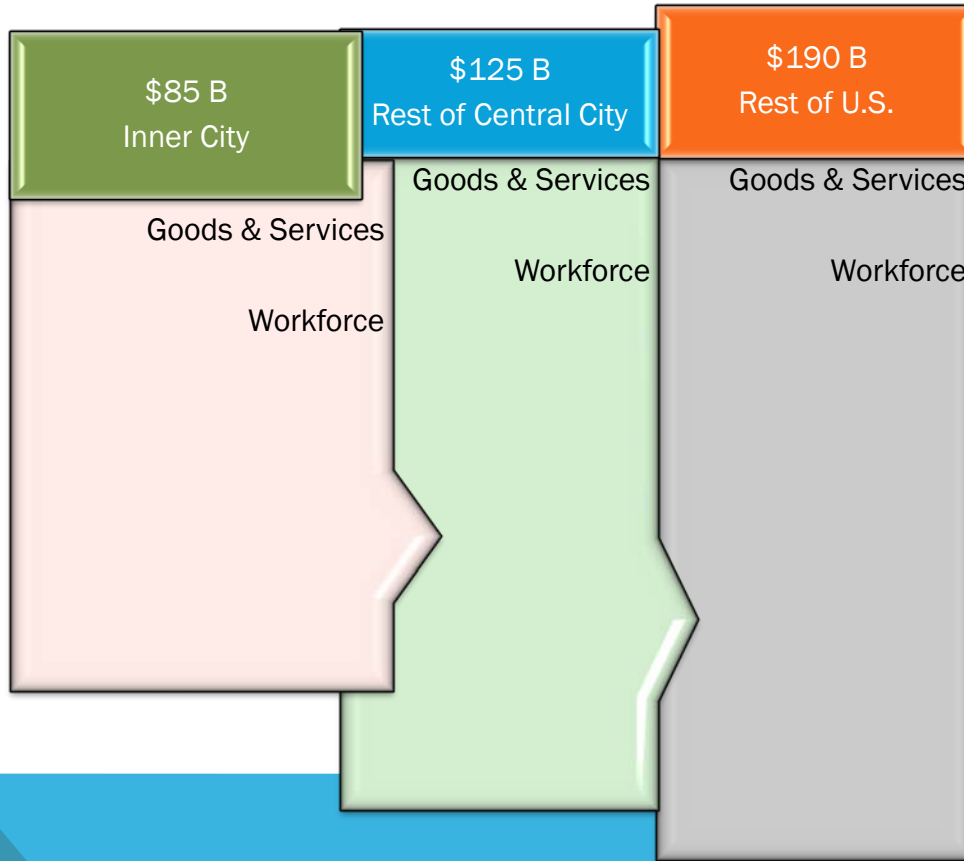 $85 B
Inner City
Goods & Services
Workforce
$125 B
Rest of Central City
Goods & Services
Workforce
$190 B
Rest of U.S.
Goods & Services
Workforce